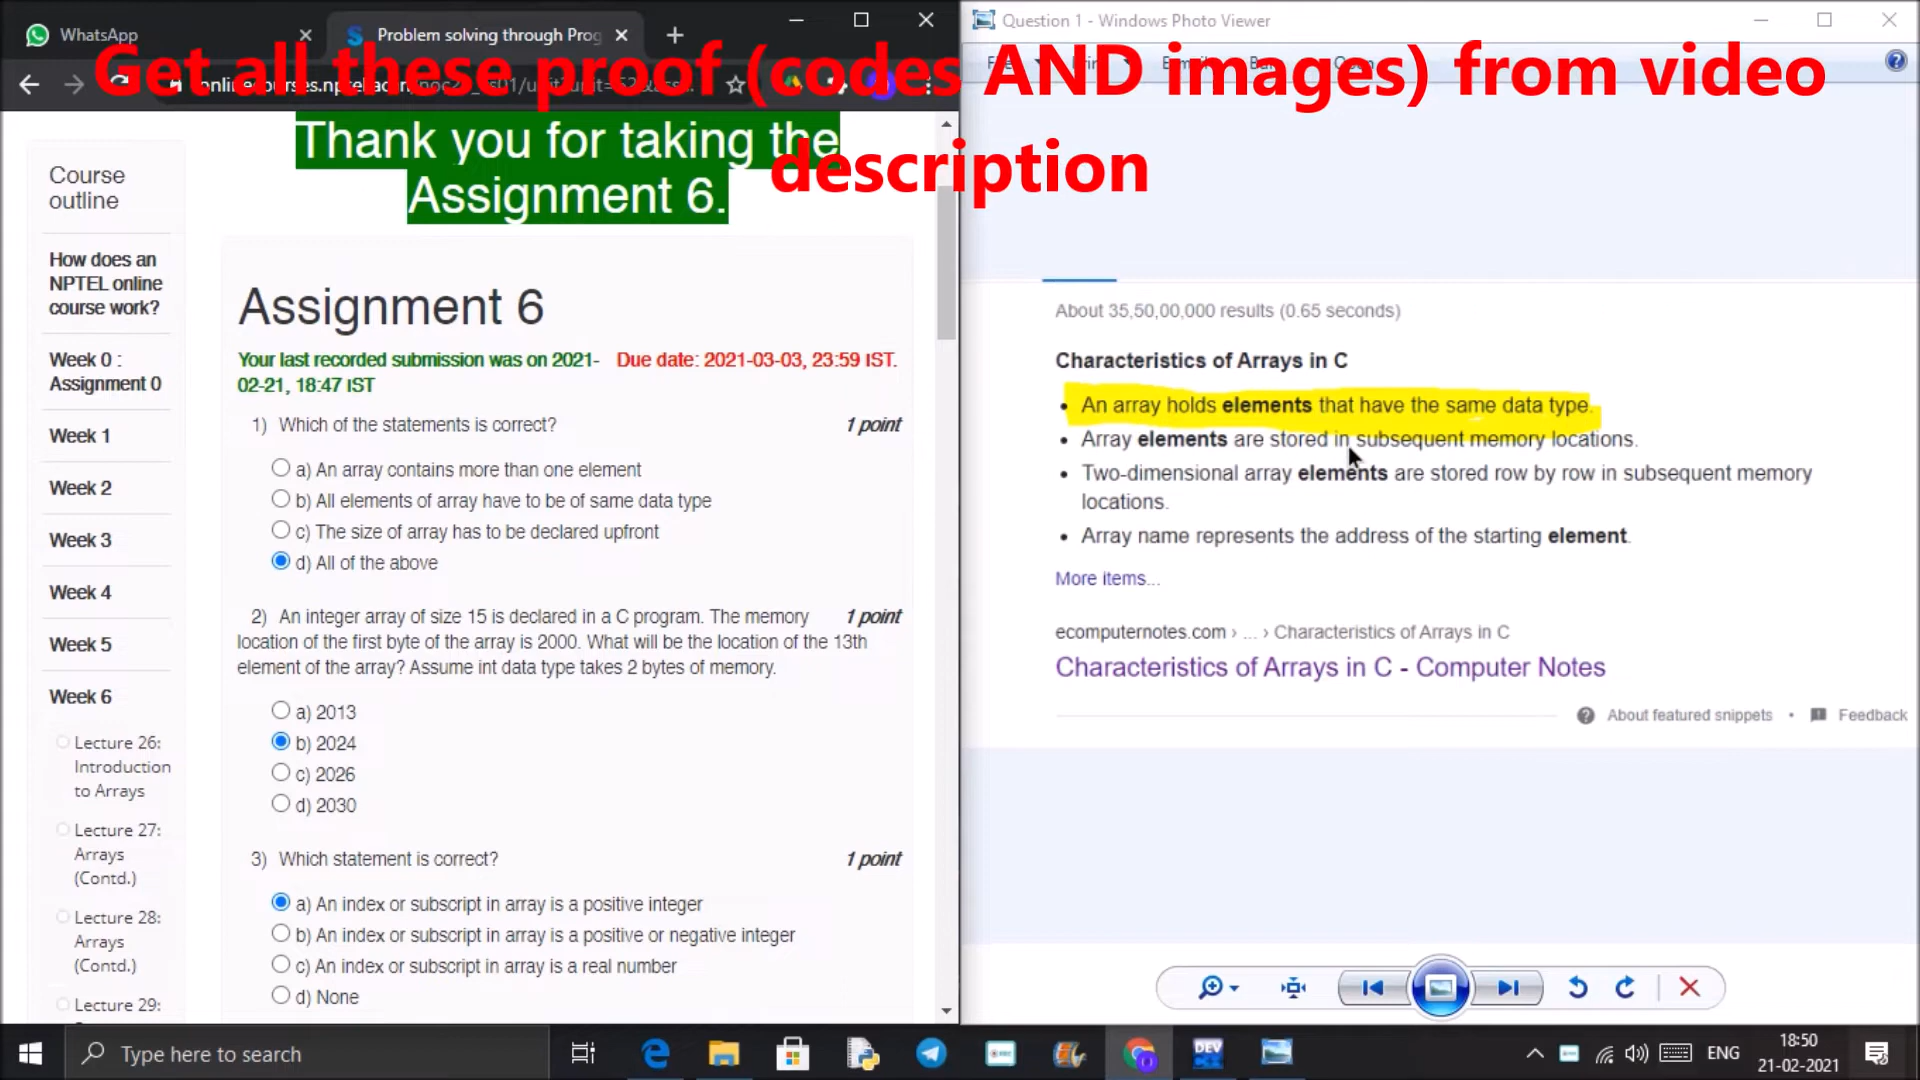 WhatsApp
Problem solving through Prog
Question 1 - Windows Photo Viewer
Get all these proof (codes AND images) from video
description
Thank you for taking the
Assignment 6.
Course
outline
How does an
NPTEL online
course work?
Week 0 :
Assignment 0
Week 1
Week 2
Week 3
Week 4
Week 5
Week 6
Lecture 26:
Introduction
to Arrays
Lecture 27:
Arrays
(Contd.)
Lecture 28:
Arrays
(Contd.)
Lecture 29:
Assignment 6
Your last recorded submission was on 2021-
02-21, 18:47 IST
Due date: 2021-03-03, 23:59 IST.
1) Which of the statements is correct? 1 point
a) An array contains more than one element
b) All elements of array have to be of same data type
c) The size of array has to be declared upfront
d) All of the above
2) An integer array of size 15 is declared in a C program. The memory 1 point
location of the first byte of the array is 2000. What will be the location of the 13th
element of the array? Assume int data type takes 2 bytes of memory.
a) 2013
b) 2024
c) 2026
d) 2030
3) Which statement is correct? 1 point
a) An index or subscript in array is a positive integer
b) An index or subscript in array is a positive or negative integer
c) An index or subscript in array is a real number
d) None
About 35,50,00,000 results (0.65 seconds)
Characteristics of Arrays in C
• An array holds elements that have the same data type.
• Array elements are stored in subsequent memory locations.
• Two-dimensional array elements are stored row by row in subsequent memory
locations.
• Array name represents the address of the starting element.
More items...
ecomputernotes.com › ... › Characteristics of Arrays in C
Characteristics of Arrays in C - Computer Notes
About featured snippets • Feedback
Type here to search
DEV
ENG
18:50
21-02-2021